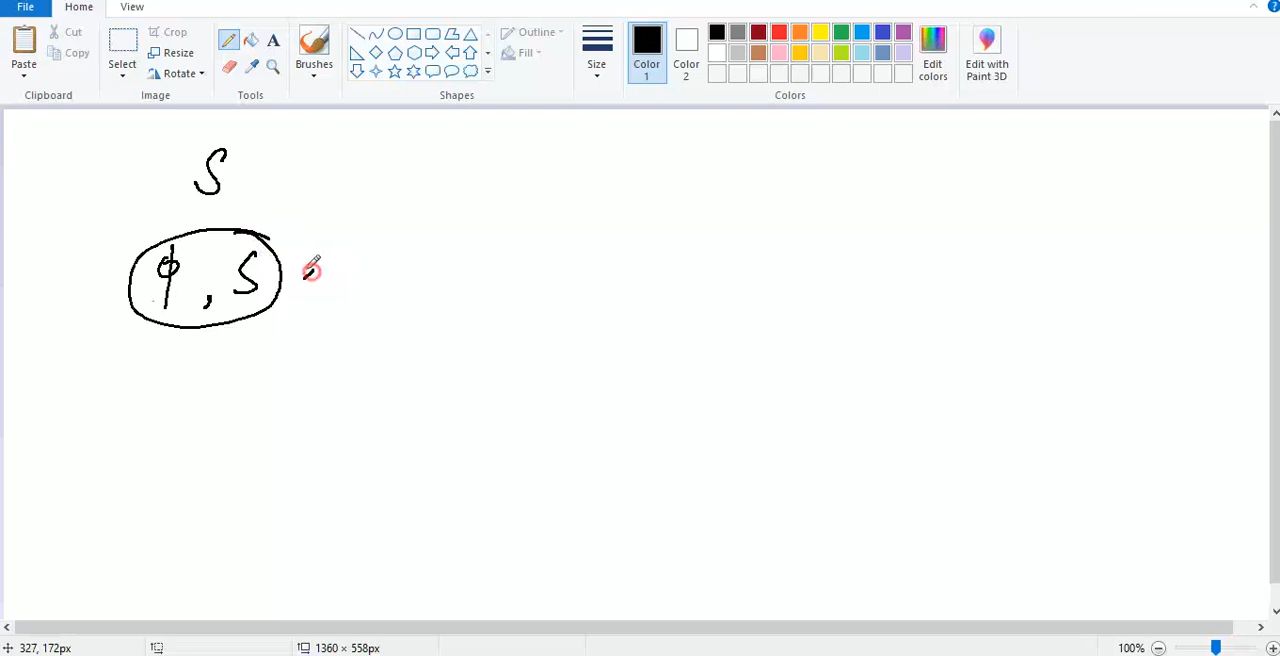 File Home View
Paste Cut Copy Select Crop Resize Rotate Brushes Outline Fill Size Color 1 Color 2 Edit colors Edit with Paint 3D
Clipboard Image Tools Shapes Colors
S
ϕ , S
327, 172px 1360 × 558px 100%